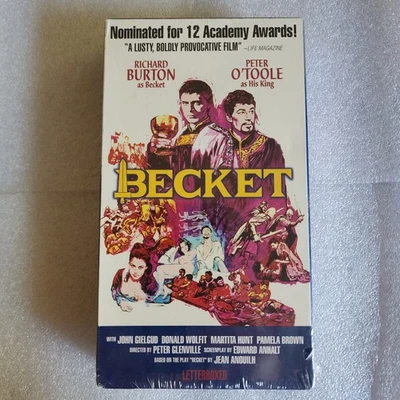 Nominated for 12 Academy Awards!
"A LUSTY, BOLDLY PROVOCATIVE FILM" —LIFE MAGAZINE
RICHARD BURTON as Becket
PETER O'TOOLE as His King
BECKET
WITH JOHN GIELGUD DONALD WOLFIT MARTITA HUNT PAMELA BROWN
DIRECTED BY PETER GLENVILLE SCREENPLAY BY EDWARD ANHALT
BASED ON THE PLAY "BECKET" BY JEAN ANOUILH
LETTERBOXED